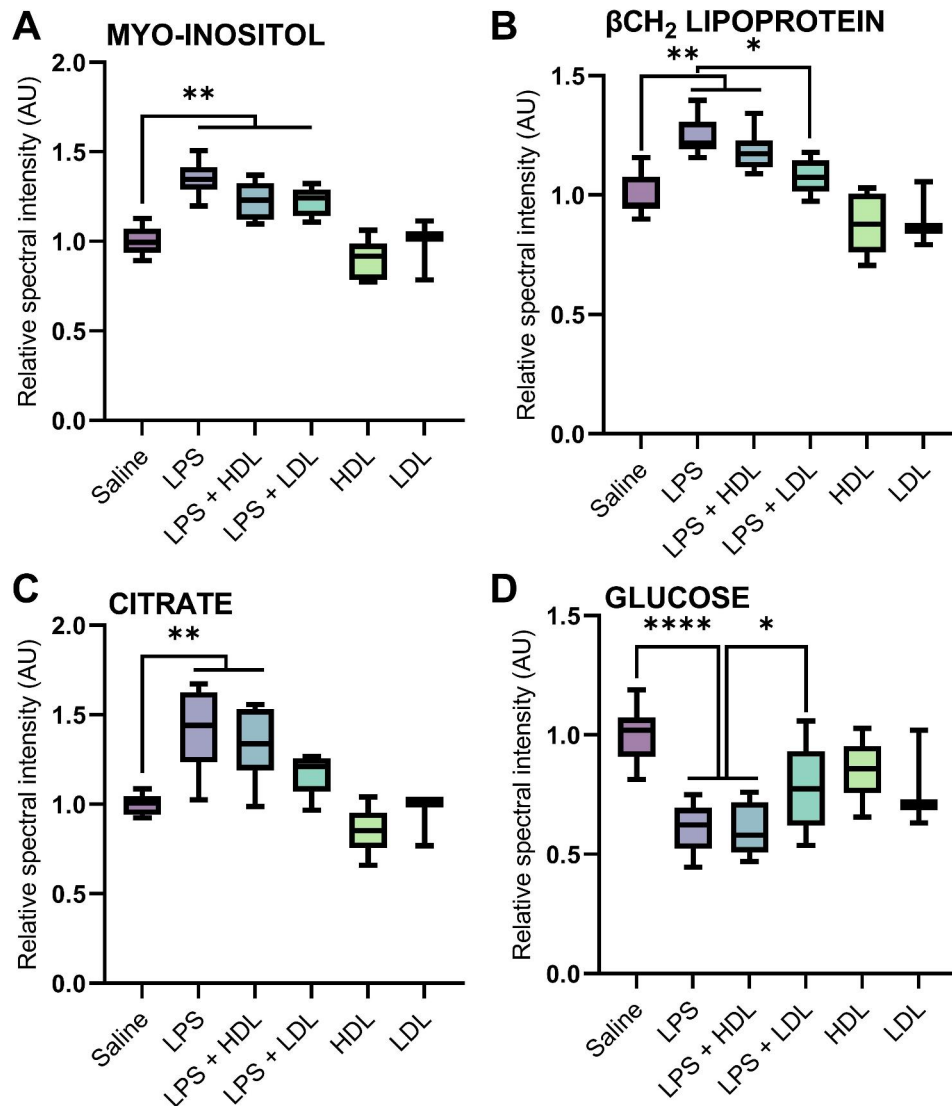 A
MYO-INOSITOL
Relative spectral intensity (AU)
2.0
1.5
1.0
0.5
0.0
**
Saline
LPS
LPS + HDL
LPS + LDL
HDL
LDL
B
βCH₂ LIPOPROTEIN
Relative spectral intensity (AU)
1.5
1.0
0.5
0.0
**
*
Saline
LPS
LPS + HDL
LPS + LDL
HDL
LDL
C
CITRATE
Relative spectral intensity (AU)
2.0
1.5
1.0
0.5
0.0
**
Saline
LPS
LPS + HDL
LPS + LDL
HDL
LDL
D
GLUCOSE
Relative spectral intensity (AU)
1.5
1.0
0.5
0.0
****
*
Saline
LPS
LPS + HDL
LPS + LDL
HDL
LDL